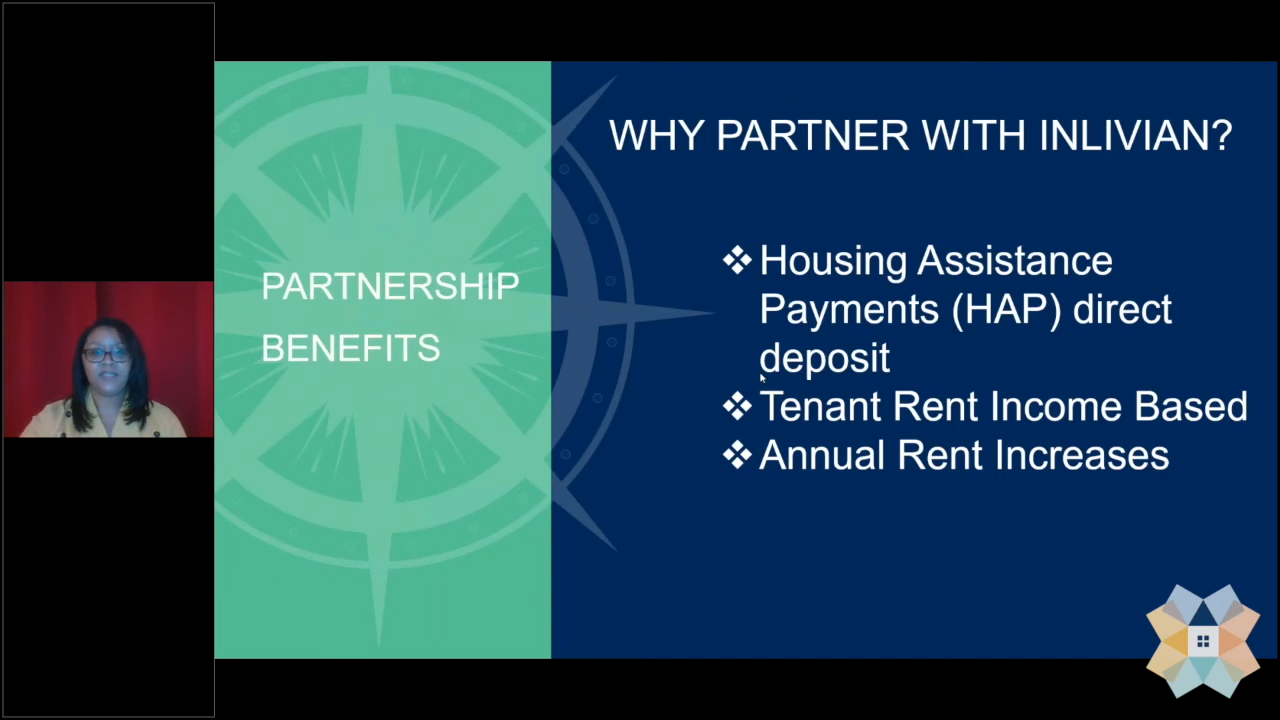 PARTNERSHIP
BENEFITS
WHY PARTNER WITH INLIVIAN?
❖ Housing Assistance
Payments (HAP) direct
deposit
❖ Tenant Rent Income Based
❖ Annual Rent Increases